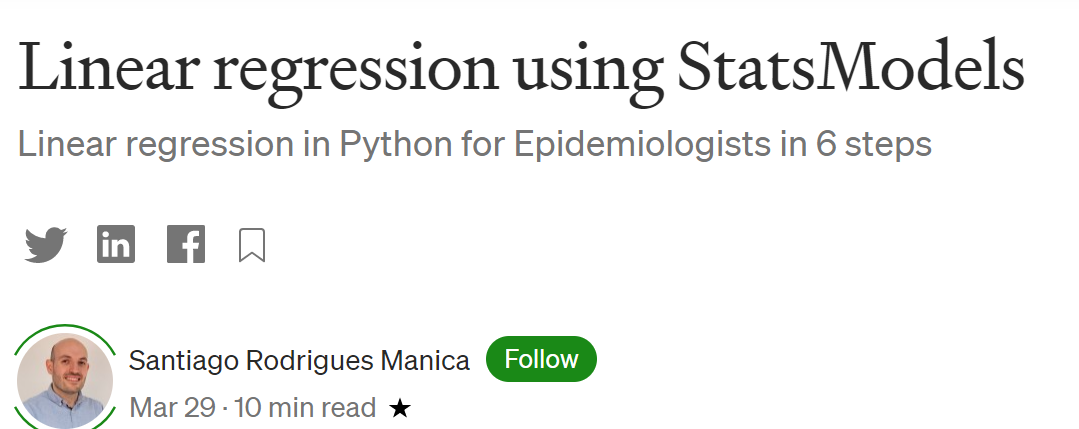 Linear regression using StatsModels
Linear regression in Python for Epidemiologists in 6 steps
in f
Santiago Rodrigues Manica Follow
Mar 29 · 10 min read ★